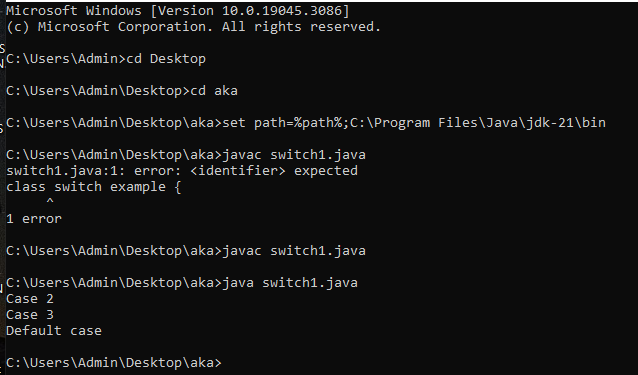 Microsoft Windows [Version 10.0.19045.3086]
(c) Microsoft Corporation. All rights reserved.
C:\Users\Admin>cd Desktop
C:\Users\Admin\Desktop>cd aka
C:\Users\Admin\Desktop\aka>set path=%path%;C:\Program Files\Java\jdk-21\bin
C:\Users\Admin\Desktop\aka>javac switch1.java
switch1.java:1: error: <identifier> expected
class switch example {
^
1 error
C:\Users\Admin\Desktop\aka>javac switch1.java
C:\Users\Admin\Desktop\aka>java switch1.java
Case 2
Case 3
Default case
C:\Users\Admin\Desktop\aka>